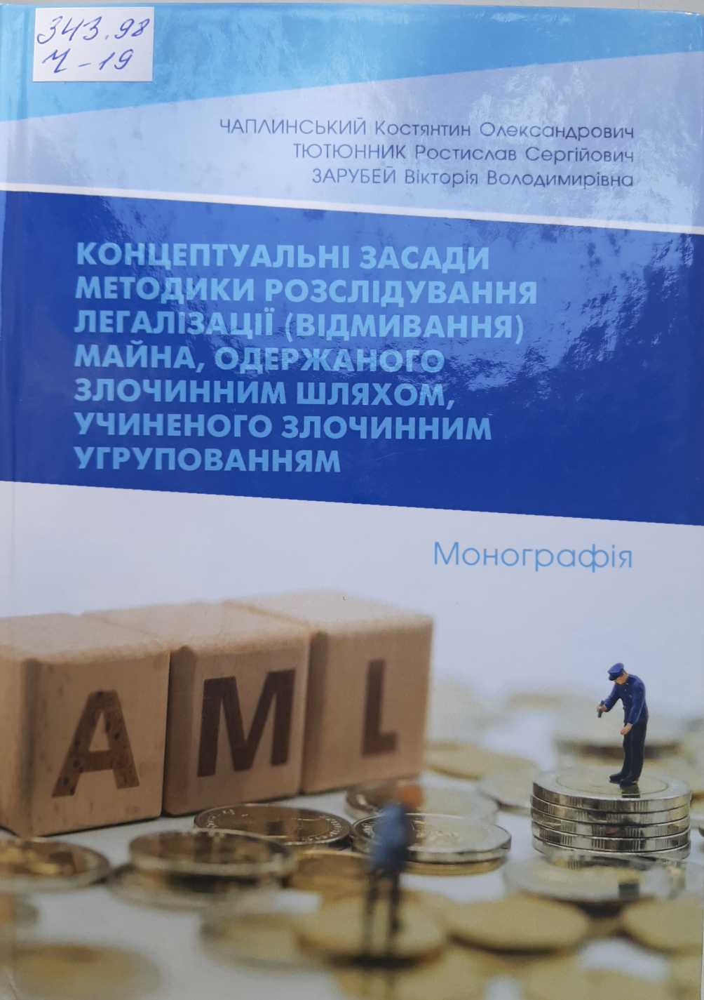 343.98
Ч-19
ЧАПЛИНСЬКИЙ Костянтин Олександрович
ТЮТЮННИК Ростислав Сергійович
ЗАРУБЕЙ Вікторія Володимирівна
КОНЦЕПТУАЛЬНІ ЗАСАДИ
МЕТОДИКИ РОЗСЛІДУВАННЯ
ЛЕГАЛІЗАЦІЇ (ВІДМИВАННЯ)
МАЙНА, ОДЕРЖАНОГО
ЗЛОЧИННИМ ШЛЯХОМ,
УЧИНЕНОГО ЗЛОЧИННИМ
УГРУПОВАННЯМ
Монографія
AML